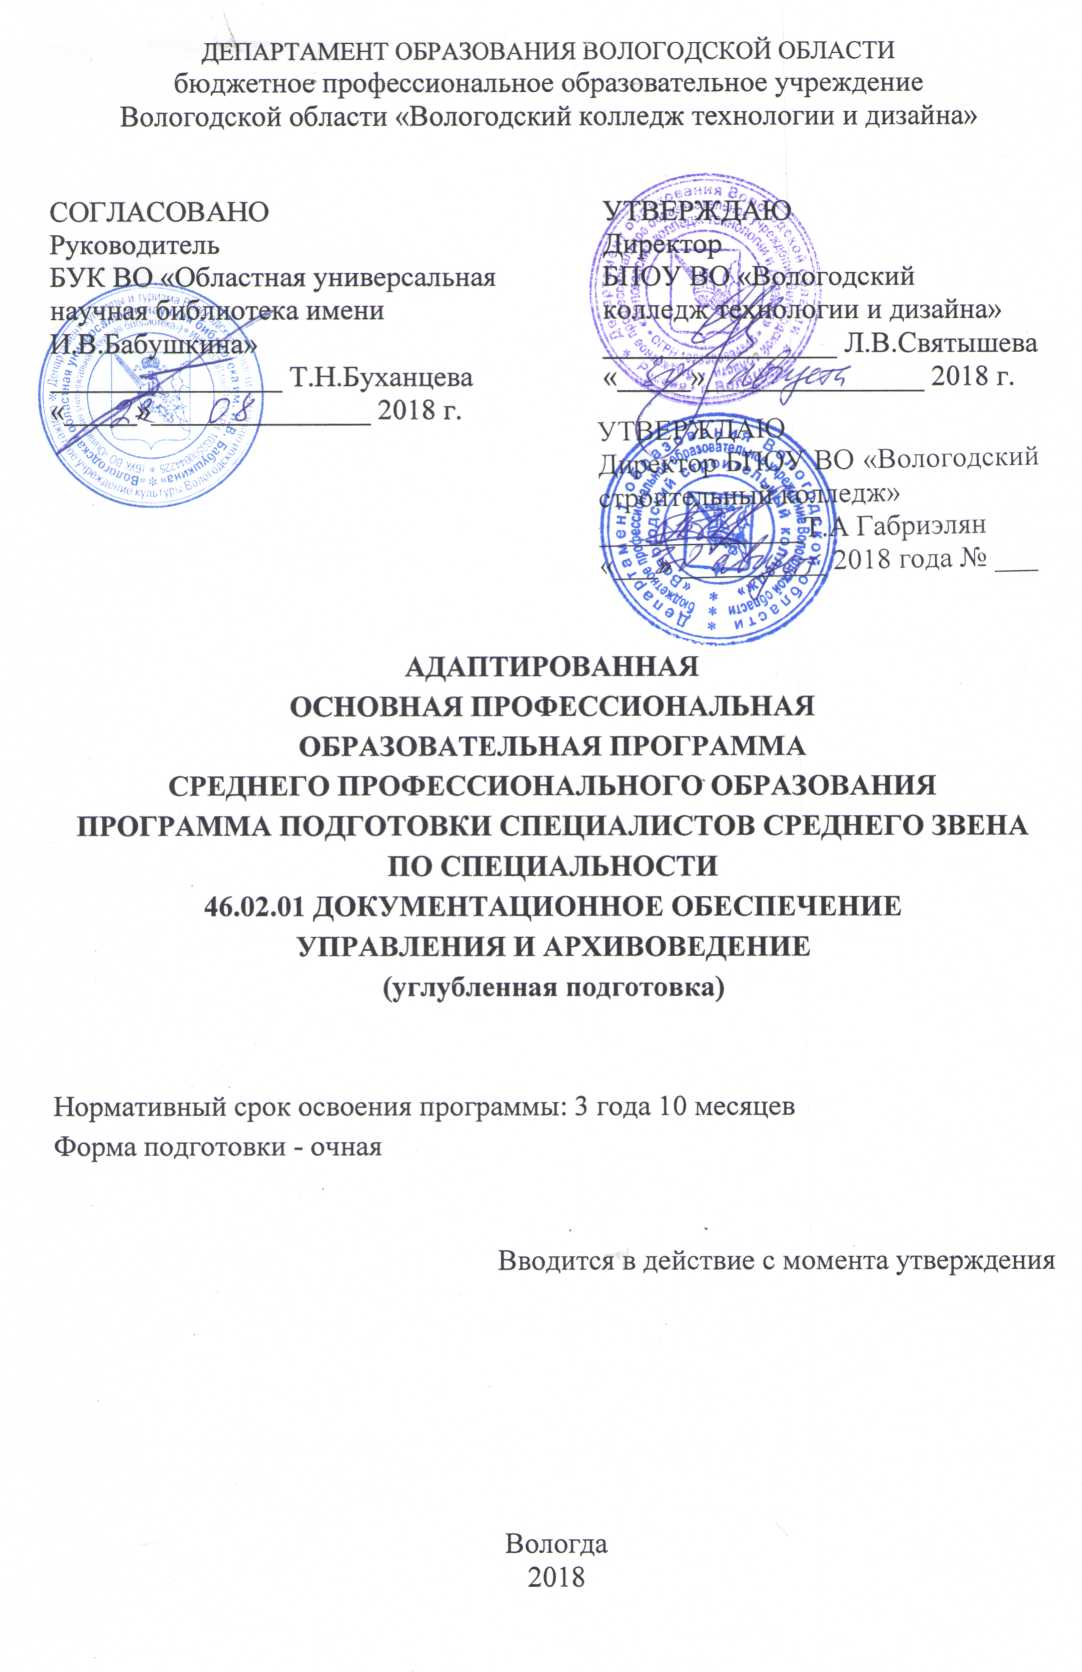 ДЕПАРТАМЕНТ ОБРАЗОВАНИЯ ВОЛОГОДСКОЙ ОБЛАСТИ
бюджетное профессиональное образовательное учреждение
Вологодской области «Вологодский колледж технологии и дизайна»
СОГЛАСОВАНО
Руководитель
БУК ВО «Областная универсальная
научная библиотека имени
И.В.Бабушкина»
Т.Н.Буханцева
«28» 08 2018 г.
УТВЕРЖДАЮ
Директор
БПОУ ВО «Вологодский
колледж технологии и дизайна»
Л.В.Святышева
« » августа 2018 г.
УТВЕРЖДАЮ
Директор БПОУ ВО «Вологодский
строительный колледж»
Т.А Габриэлян
« » 2018 года № ___
АДАПТИРОВАННАЯ
ОСНОВНАЯ ПРОФЕССИОНАЛЬНАЯ
ОБРАЗОВАТЕЛЬНАЯ ПРОГРАММА
СРЕДНЕГО ПРОФЕССИОНАЛЬНОГО ОБРАЗОВАНИЯ
ПРОГРАММА ПОДГОТОВКИ СПЕЦИАЛИСТОВ СРЕДНЕГО ЗВЕНА
ПО СПЕЦИАЛЬНОСТИ
46.02.01 ДОКУМЕНТАЦИОННОЕ ОБЕСПЕЧЕНИЕ
УПРАВЛЕНИЯ И АРХИВОВЕДЕНИЕ
(углубленная подготовка)
Нормативный срок освоения программы: 3 года 10 месяцев
Форма подготовки - очная
Вводится в действие с момента утверждения
Вологда
2018